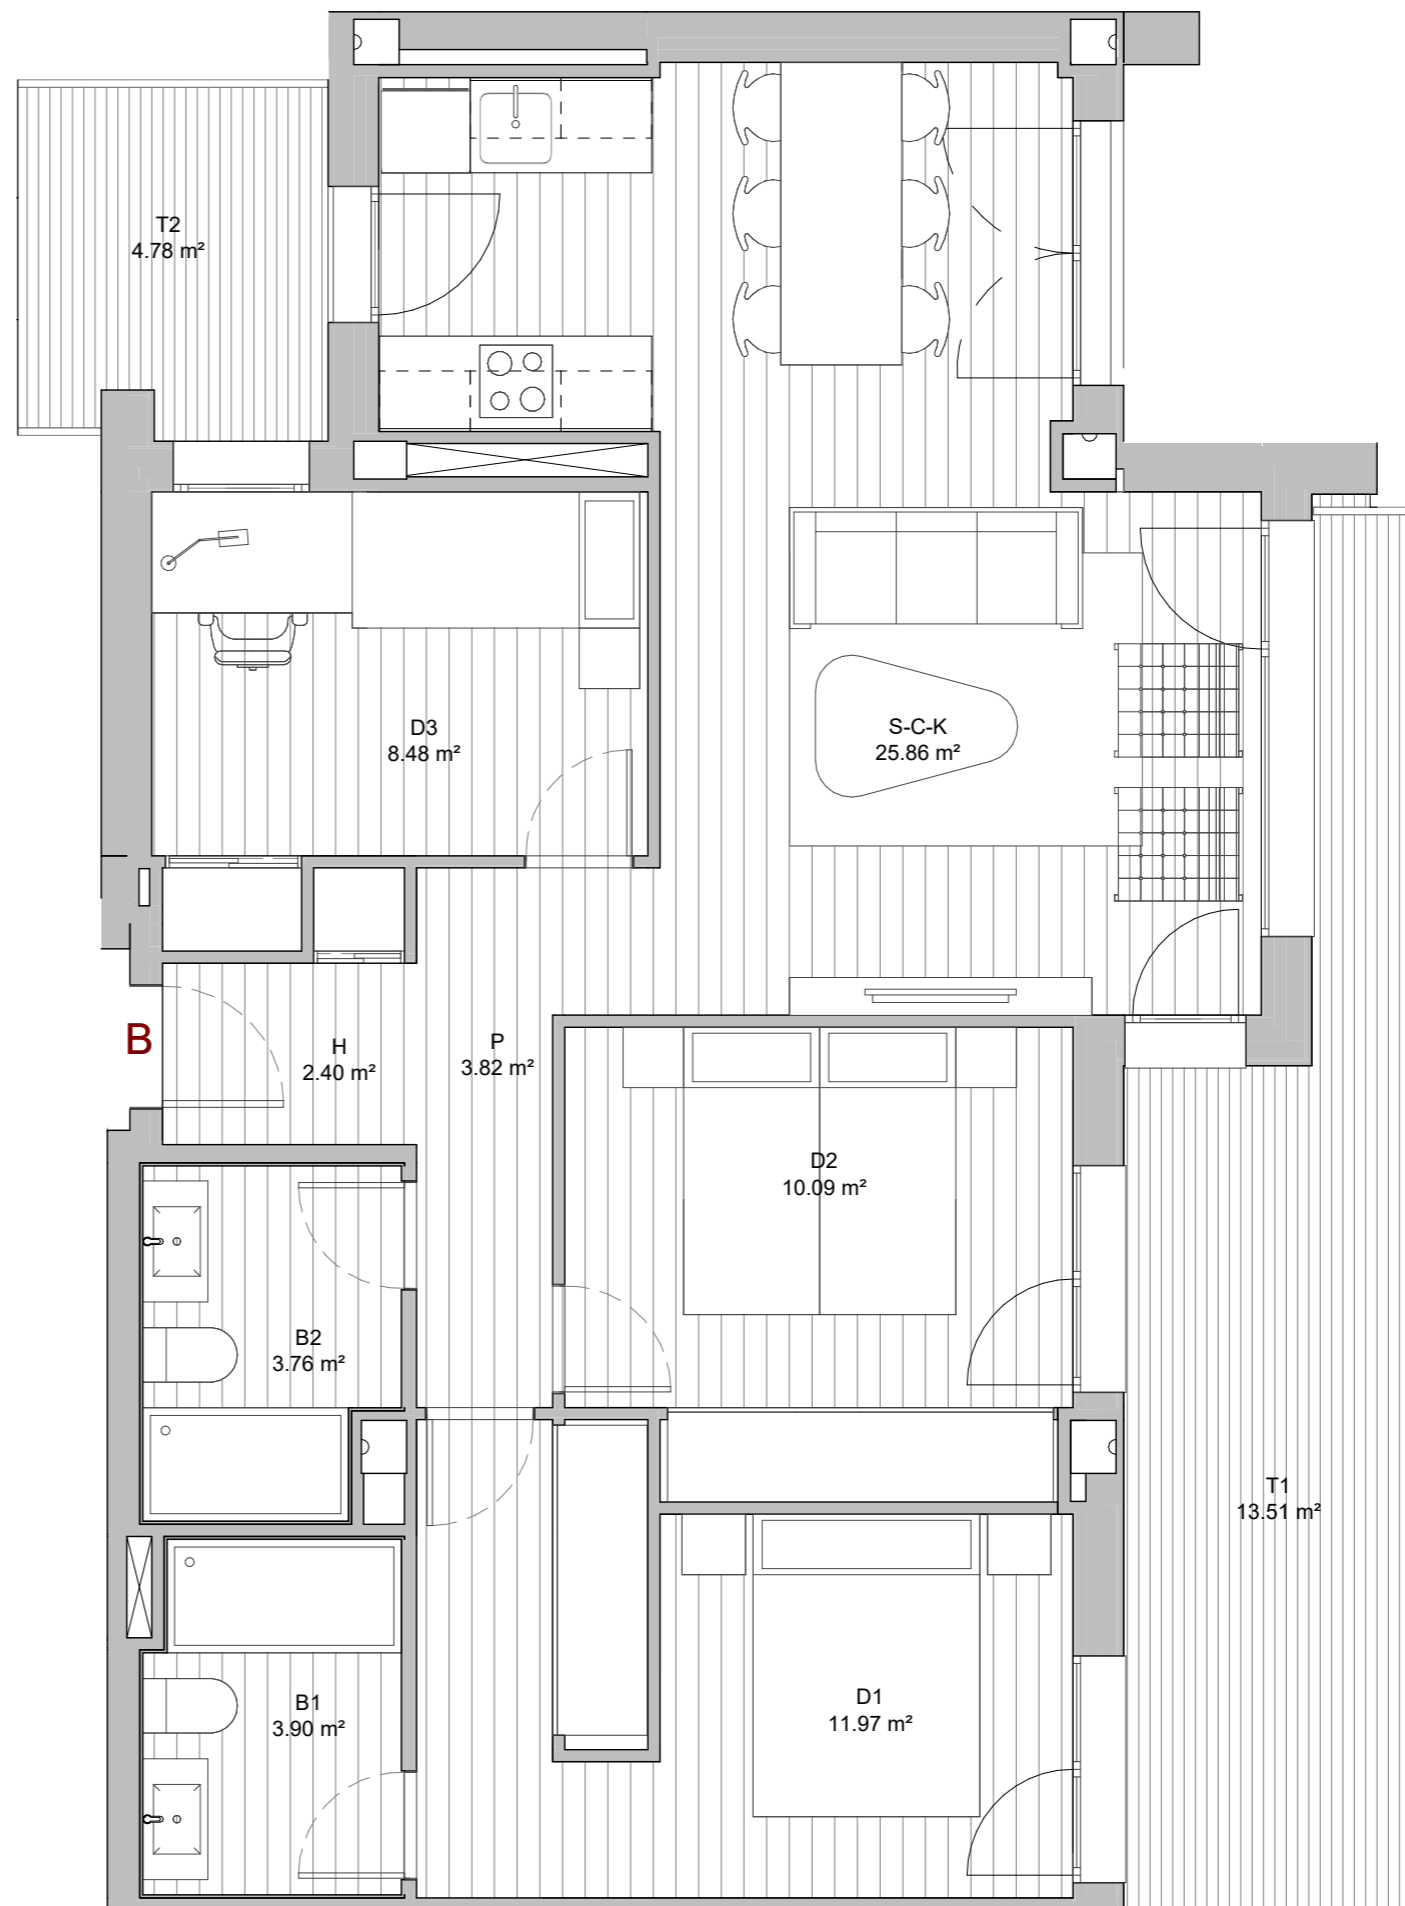 T2
4.78 m²
D3
8.48 m²
S-C-K
25.86 m²
B
H
2.40 m²
P
3.82 m²
D2
10.09 m²
B2
3.76 m²
T1
13.51 m²
B1
3.90 m²
D1
11.97 m²